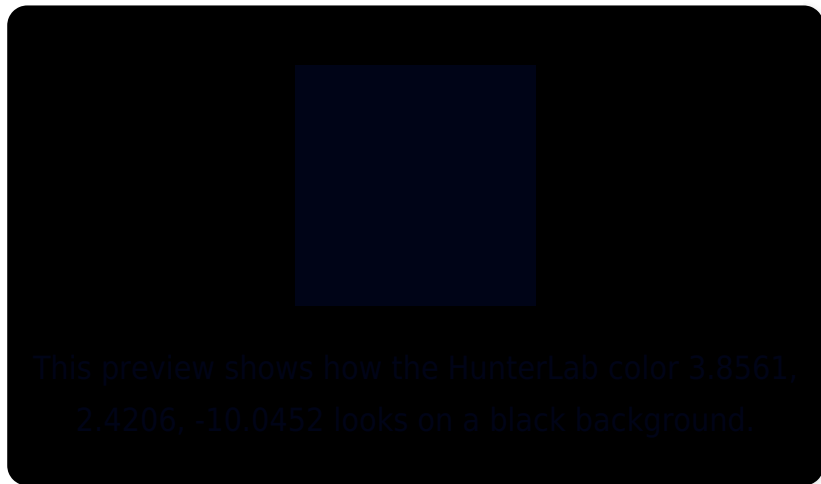 This preview shows how the HunterLab color 3.8561,
2.4206, -10.0452 looks on a black background.